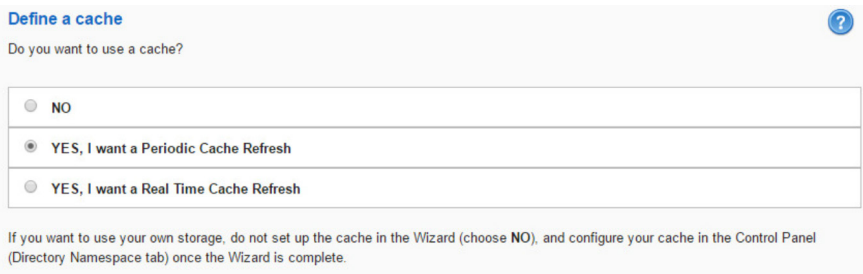 Define a cache
?
Do you want to use a cache?
NO
YES, I want a Periodic Cache Refresh
YES, I want a Real Time Cache Refresh
If you want to use your own storage, do not set up the cache in the Wizard (choose NO), and configure your cache in the Control Panel
(Directory Namespace tab) once the Wizard is complete.